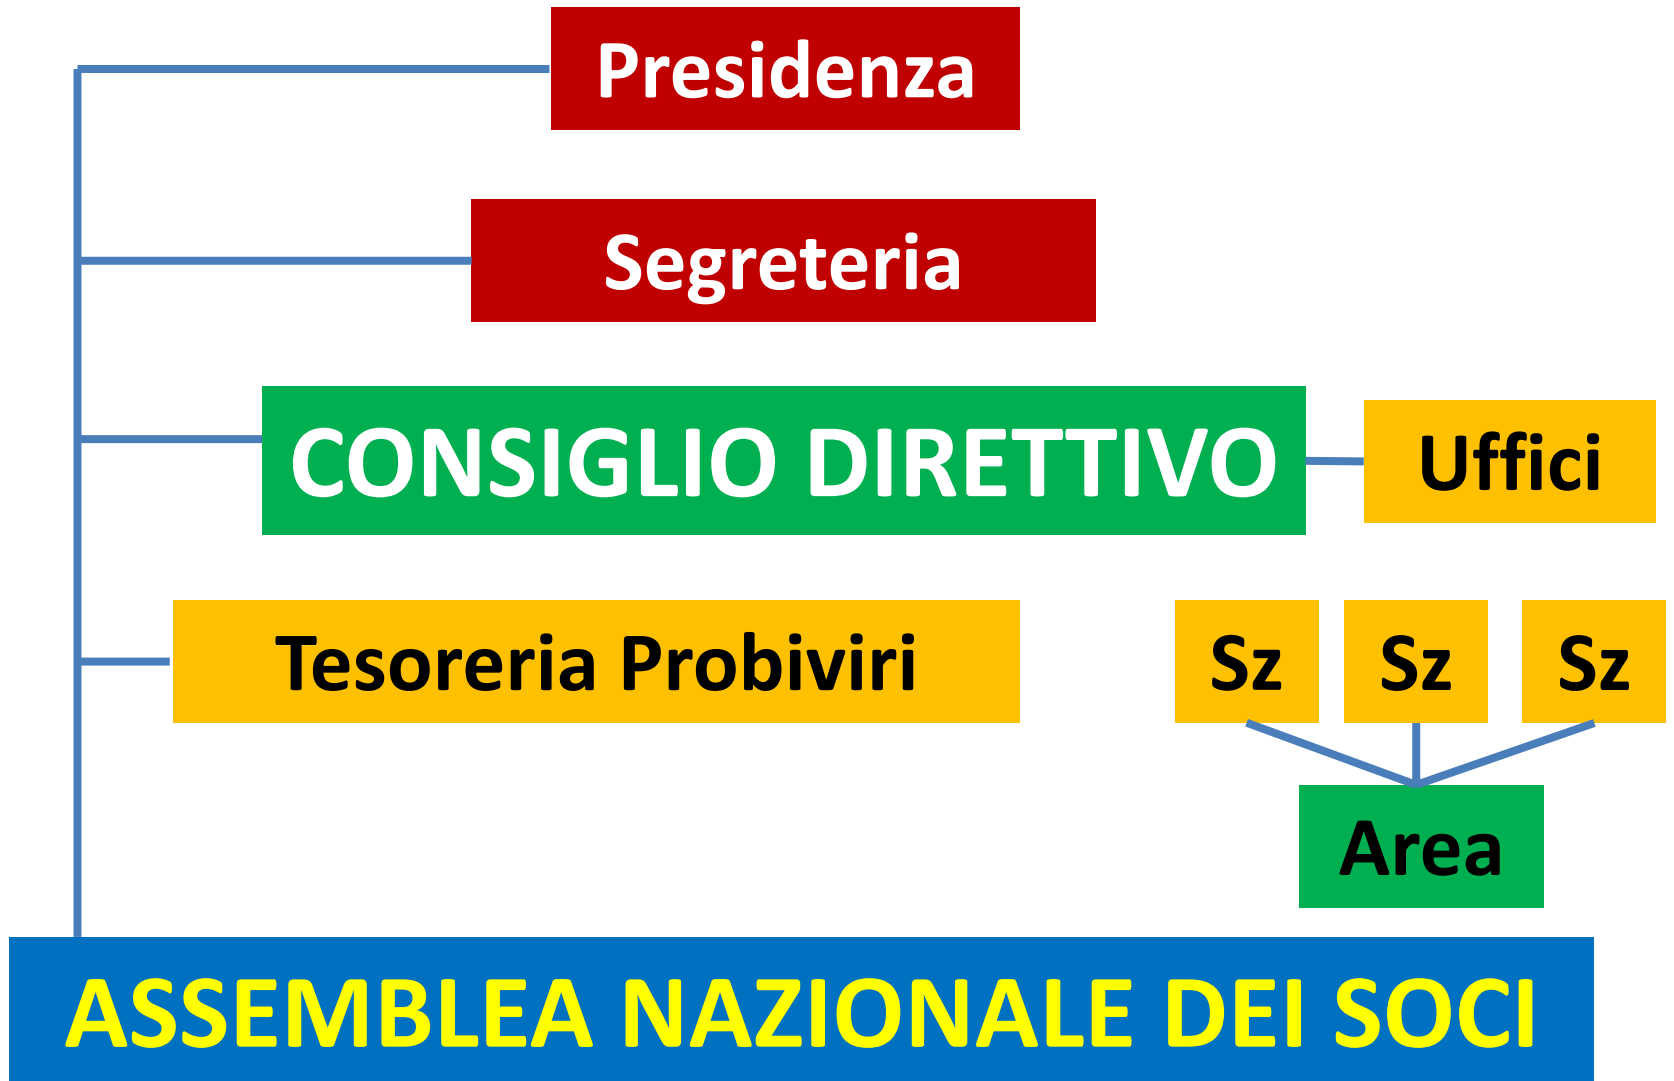 Presidenza
Segreteria
CONSIGLIO DIRETTIVO
Uffici
Tesoreria Probiviri
Sz
Sz
Sz
Area
ASSEMBLEA NAZIONALE DEI SOCI